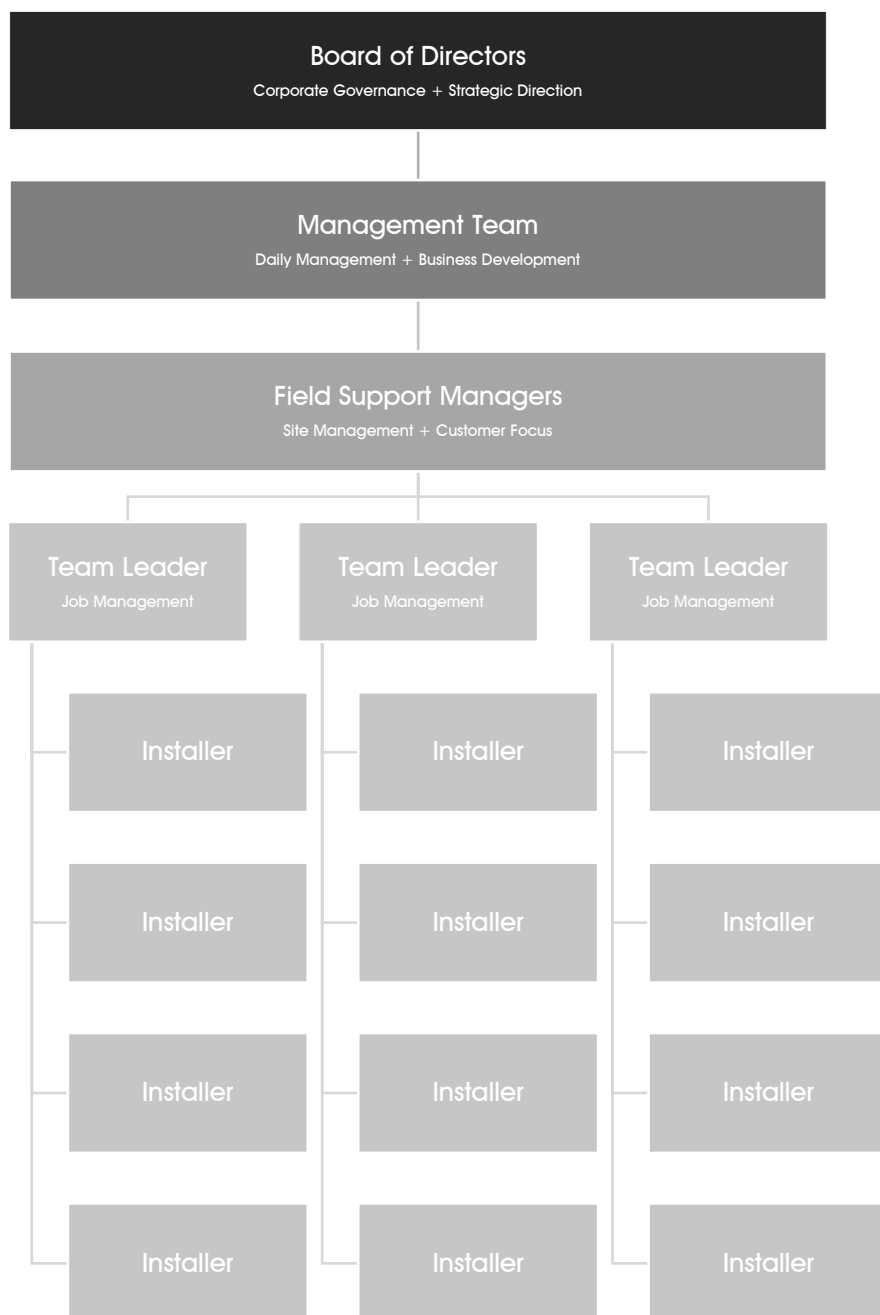 Board of Directors
Corporate Governance + Strategic Direction
Management Team
Daily Management + Business Development
Field Support Managers
Site Management + Customer Focus
Team Leader
Job Management
Team Leader
Job Management
Team Leader
Job Management
Installer
Installer
Installer
Installer
Installer
Installer
Installer
Installer
Installer
Installer
Installer
Installer